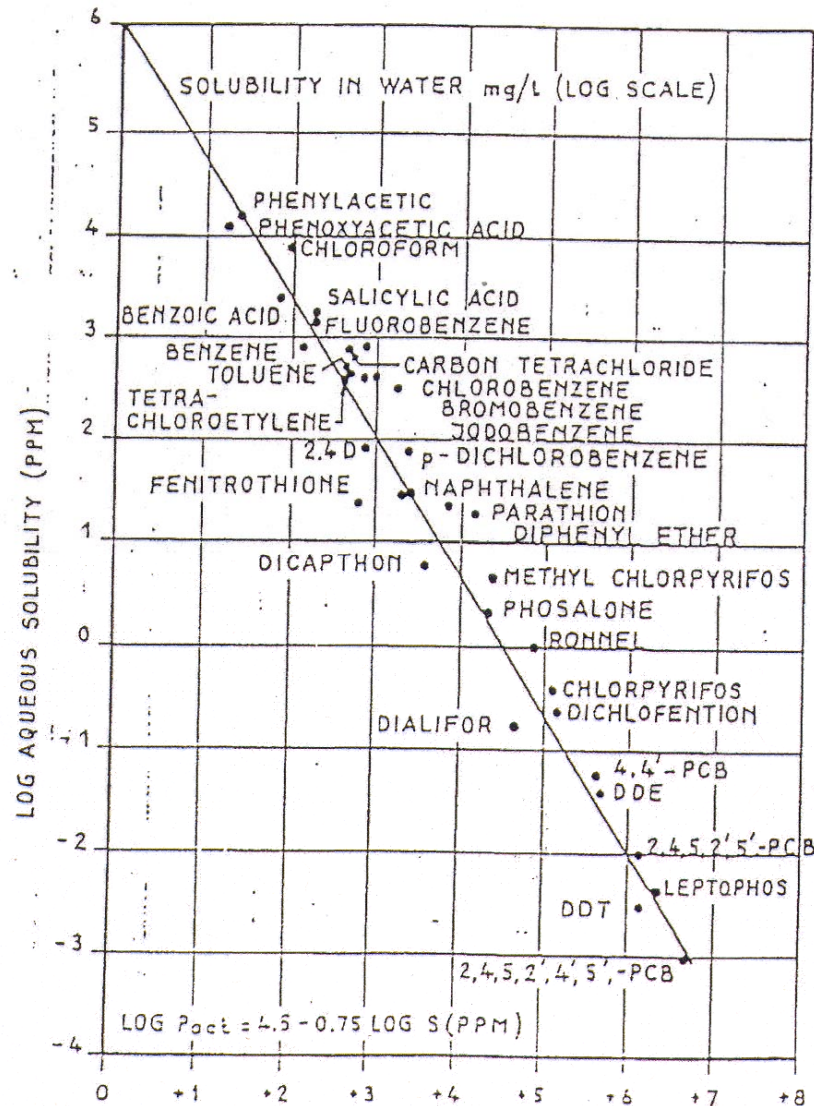 6
SOLUBILITY IN WATER mg/l (LOG SCALE)
5
PHENYLACETIC
PHENOXYACETIC ACID
4
CHLOROFORM
SALICYLIC ACID
BENZOIC ACID
FLUOROBENZENE
3
BENZENE
CARBON TETRACHLORIDE
TOLUENE
CHLOROBENZENE
TETRA-
CHLOROETYLENE
BROMOBENZENE
JODOBENZENE
2
2.4 D
p-DICHLOROBENZENE
FENITROTHIONE
NAPHTHALENE
PARATHION
DIPHENYL ETHER
1
DICAPTHON
METHYL CHLORPYRIFOS
PHOSALONE
0
RONNEL
CHLORPYRIFOS
DICHLOFENTION
DIALIFOR
-1
4,4'-PCB
DDE
-2
2,4,5,2',5'-PCB
LEPTOPHOS
DDT
-3
2,4,5,2',4',5',-PCB
LOG Poct = 4.5-0.75 LOG S(PPM)
-4
0 +1 +2 +3 +4 +5 +6 +7 +8
LOG AQUEOUS SOLUBILITY (PPM)